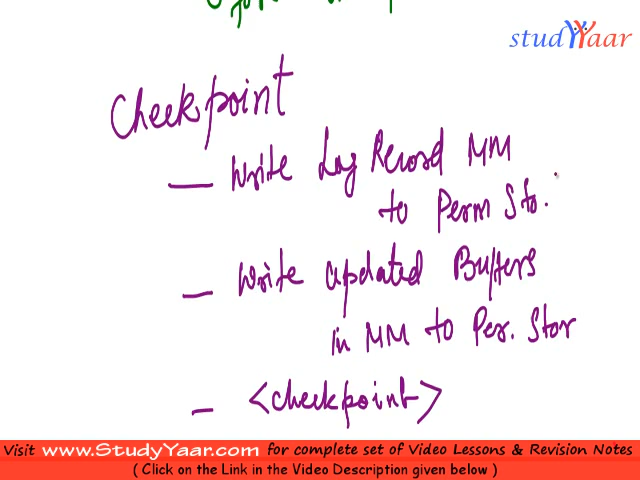 studYYaar
Checkpoint
— Write Log Record MM
to Perm Sto.
— Write updated Buffers
in MM to Per. Stor
— <checkpoint>
Visit www.StudyYaar.com for complete set of Video Lessons & Revision Notes
( Click on the Link in the Video Description given below )